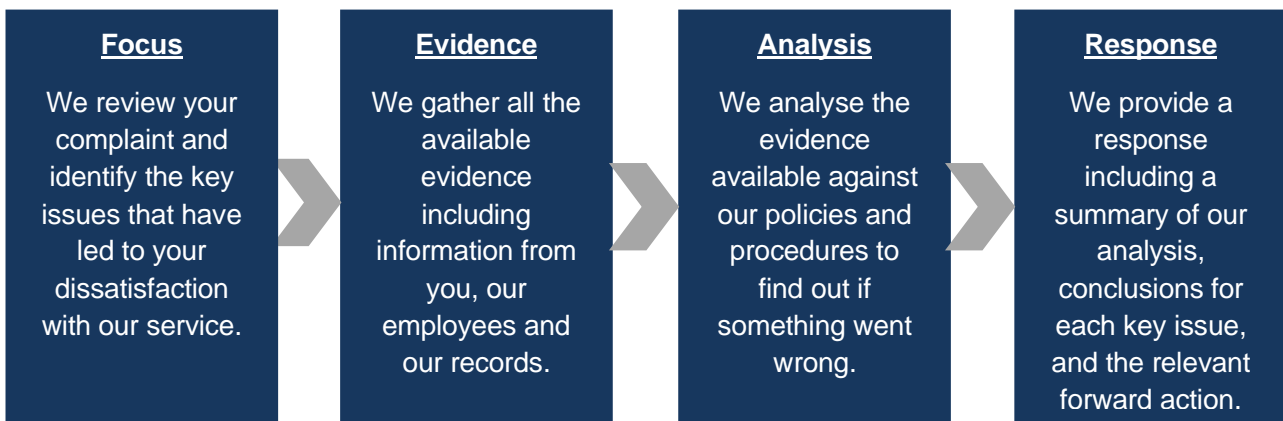 Focus
We review your
complaint and
identify the key
issues that have
led to your
dissatisfaction
with our service.
Evidence
We gather all the
available
evidence
including
information from
you, our
employees and
our records.
Analysis
We analyse the
evidence
available against
our policies and
procedures to
find out if
something went
wrong.
Response
We provide a
response
including a
summary of our
analysis,
conclusions for
each key issue,
and the relevant
forward action.